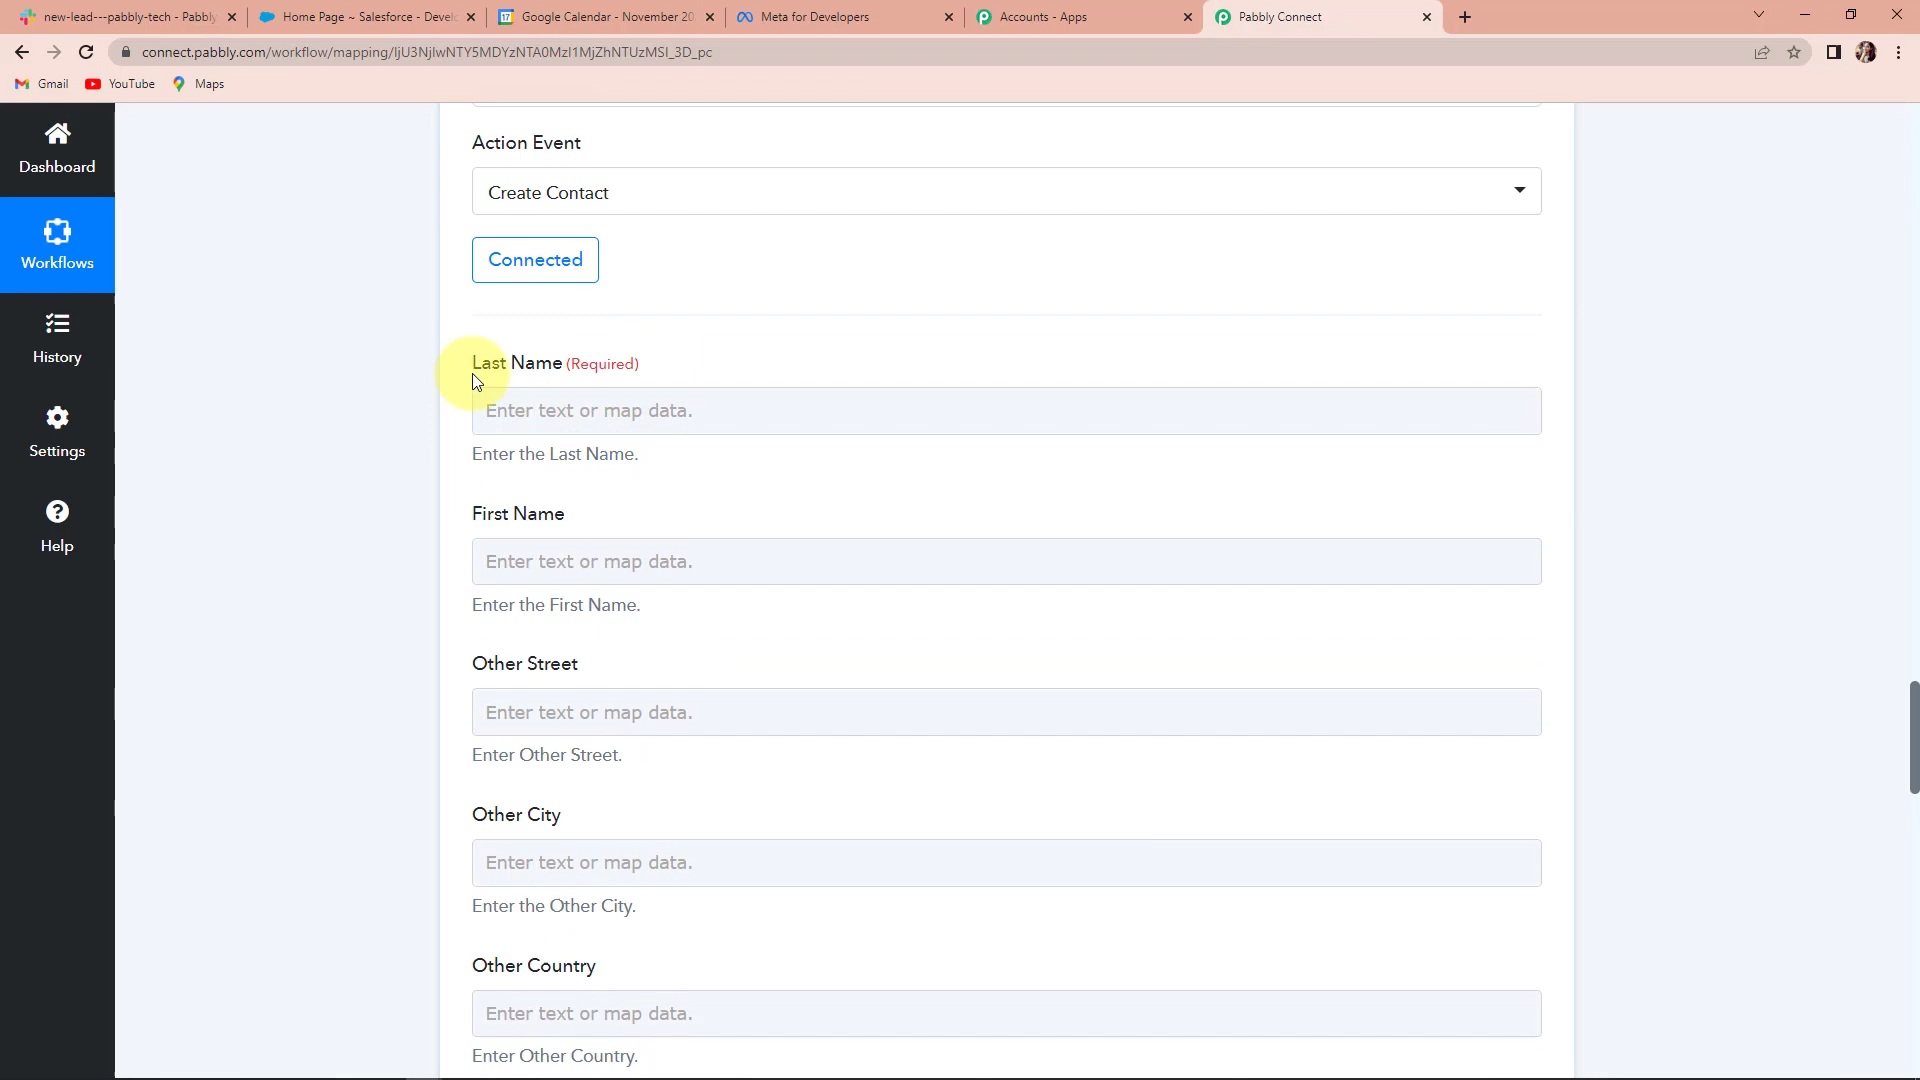 new-lead---pabbly-tech - Pabbly
Home Page ~ Salesforce - Develo
Google Calendar - November 20
Meta for Developers
Accounts - Apps
Pabbly Connect
connect.pabbly.com/workflow/mapping/IjU3NjIwNTY5MDYzNTA0MzI1MjZhNTUzMSI_3D_pc
Gmail
YouTube
Maps
Dashboard
Workflows
History
Settings
Help
Action Event
Create Contact
Connected
Last Name (Required)
Enter text or map data.
Enter the Last Name.
First Name
Enter text or map data.
Enter the First Name.
Other Street
Enter text or map data.
Enter Other Street.
Other City
Enter text or map data.
Enter the Other City.
Other Country
Enter text or map data.
Enter Other Country.